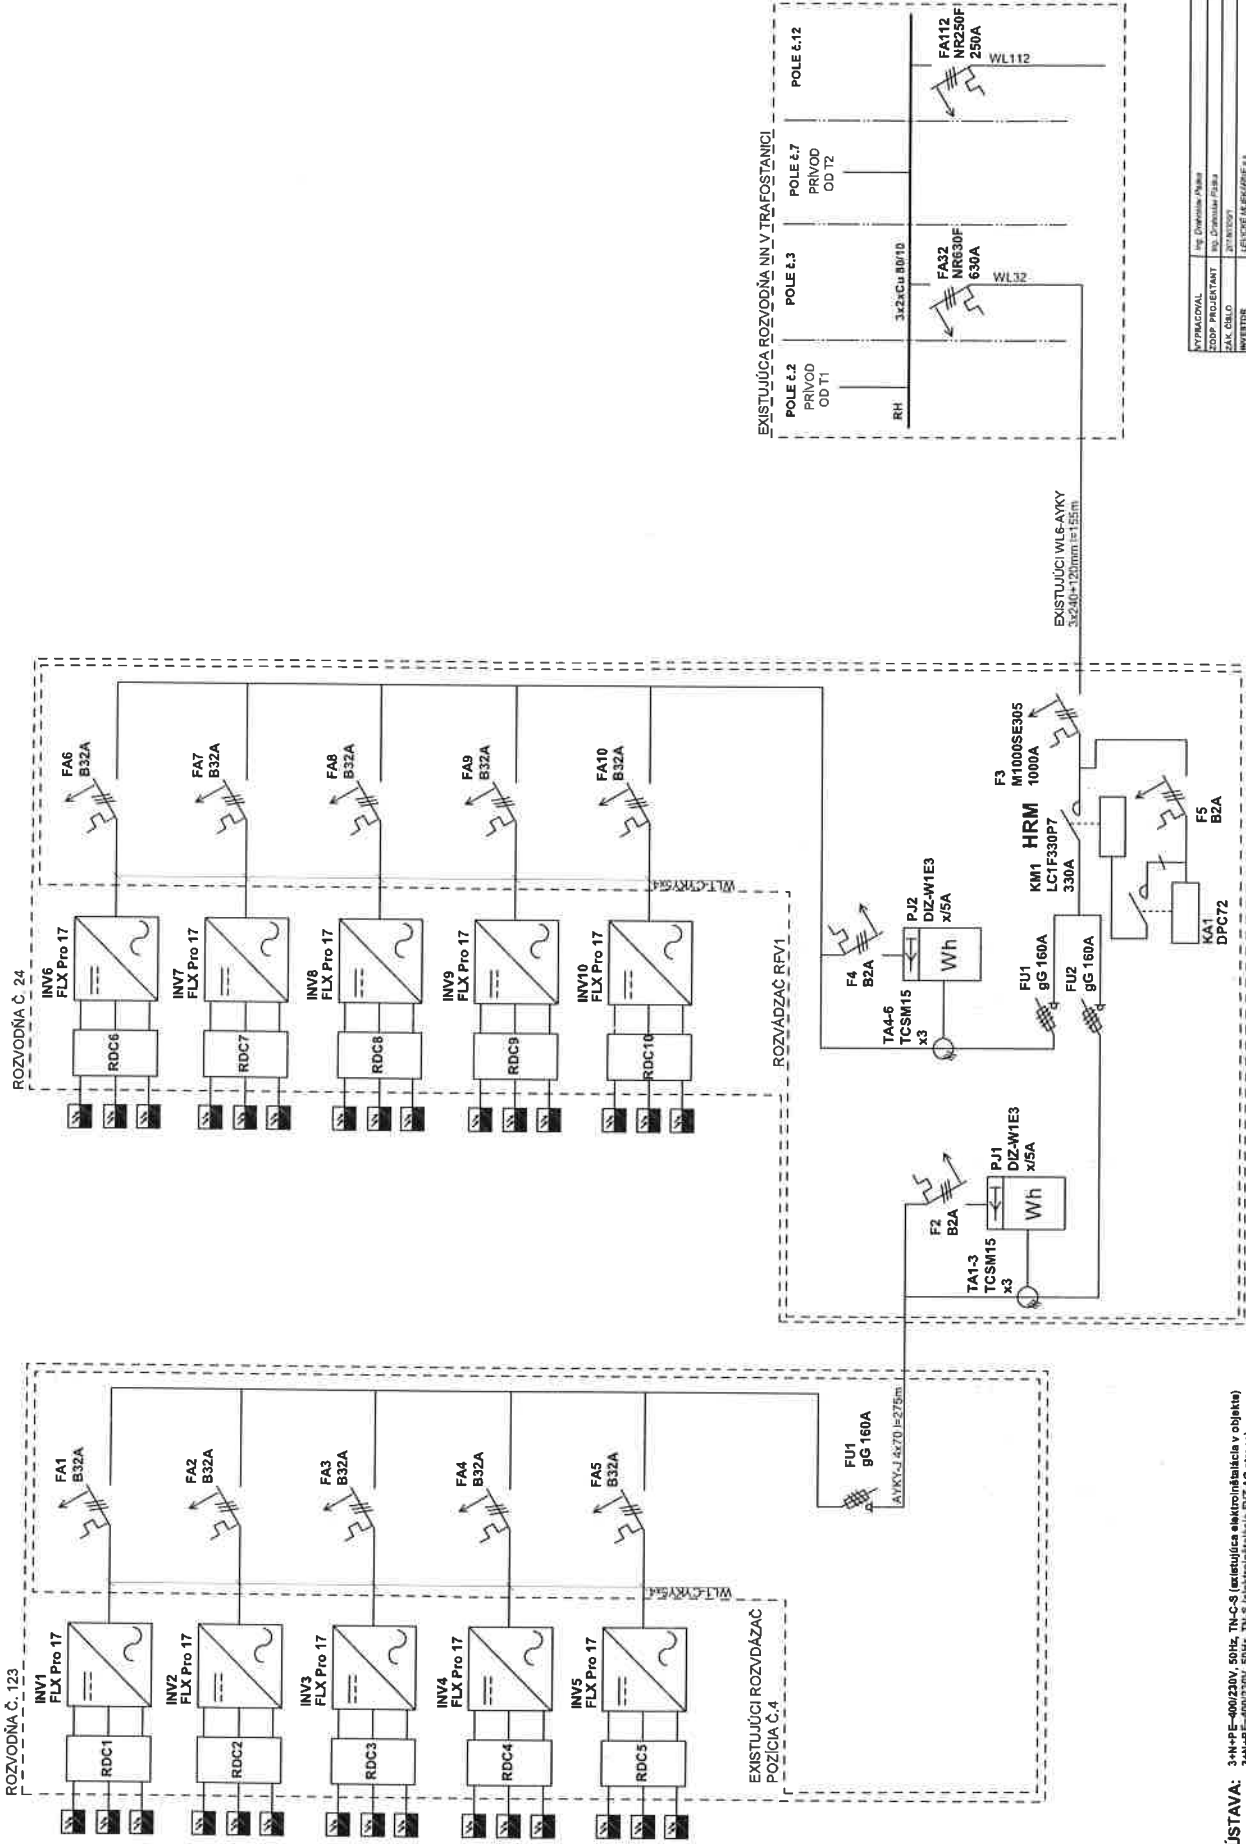 ROZVODŇA Č. 123
INV1
FLX Pro 17
RDC1
FA1
B32A
INV2
FLX Pro 17
RDC2
FA2
B32A
INV3
FLX Pro 17
RDC3
FA3
B32A
INV4
FLX Pro 17
RDC4
FA4
B32A
INV5
FLX Pro 17
RDC5
FA5
B32A
WL1-CYKY5x4
EXISTUJÚCI ROZVDÁZAČ
POZÍCIA Č.4
FU1
gG 160A
AYKY-J 4x70 l=275m
ROZVODŇA Č. 24
INV6
FLX Pro 17
RDC6
FA6
B32A
INV7
FLX Pro 17
RDC7
FA7
B32A
INV8
FLX Pro 17
RDC8
FA8
B32A
INV9
FLX Pro 17
RDC9
FA9
B32A
INV10
FLX Pro 17
RDC10
FA10
B32A
WL1-CYKY5x4
ROZVÁDZAČ RFV1
F2
B2A
PJ1
DIZ-W1E3
x/5A
Wh
TA1-3
TCSM15
x3
F4
B2A
PJ2
DIZ-W1E3
x/5A
Wh
TA4-6
TCSM15
x3
FU1
gG 160A
FU2
gG 160A
KM1
HRM
LC1F330P7
330A
F3
M1000SE305
1000A
F5
B2A
KA1
DPC72
EXISTUJÚCI WL6-AYKY
3x240+120mm l=155m
EXISTUJÚCA ROZVODŇA NN V TRAFOSTANICI
POLE č.2
PRÍVOD
OD T1
POLE č.3
POLE č.7
PRÍVOD
OD T2
POLE č.12
RH
3x2xCu 80/10
FA32
NR630F
630A
WL32
FA112
NR250F
250A
WL112
VYPRACOVAL
ZODP. PROJEKTANT
ZÁK. ČÍSLO
INVESTOR
ÚSTAVA:
3+N+PE~400/230V, 50Hz, TN-C-S (existujúca elektroinštalácia v objekte)